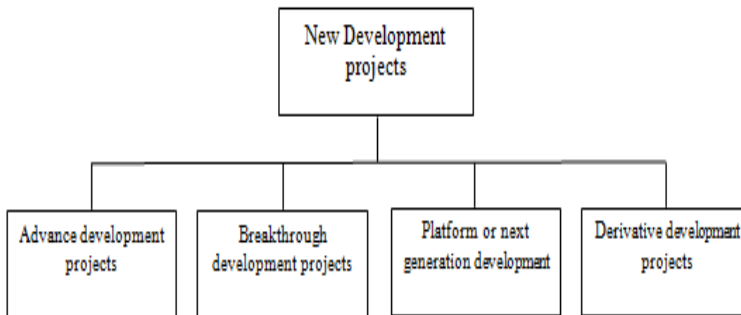 New Development
projects
Advance development
projects
Breakthrough
development projects
Platform or next
generation development
Derivative development
projects